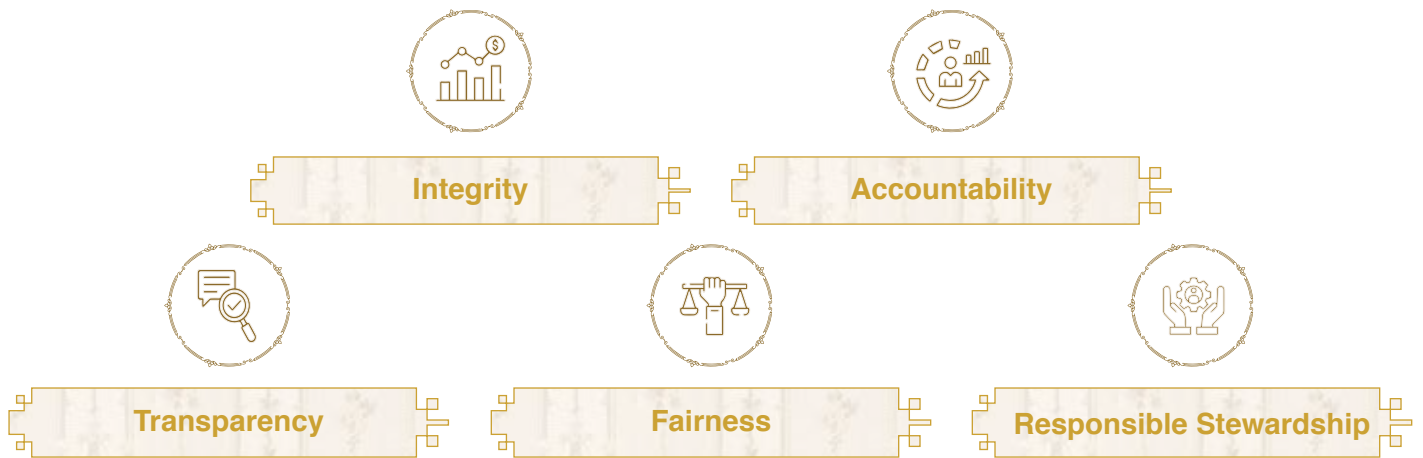 Integrity
Accountability
Transparency
Fairness
Responsible Stewardship